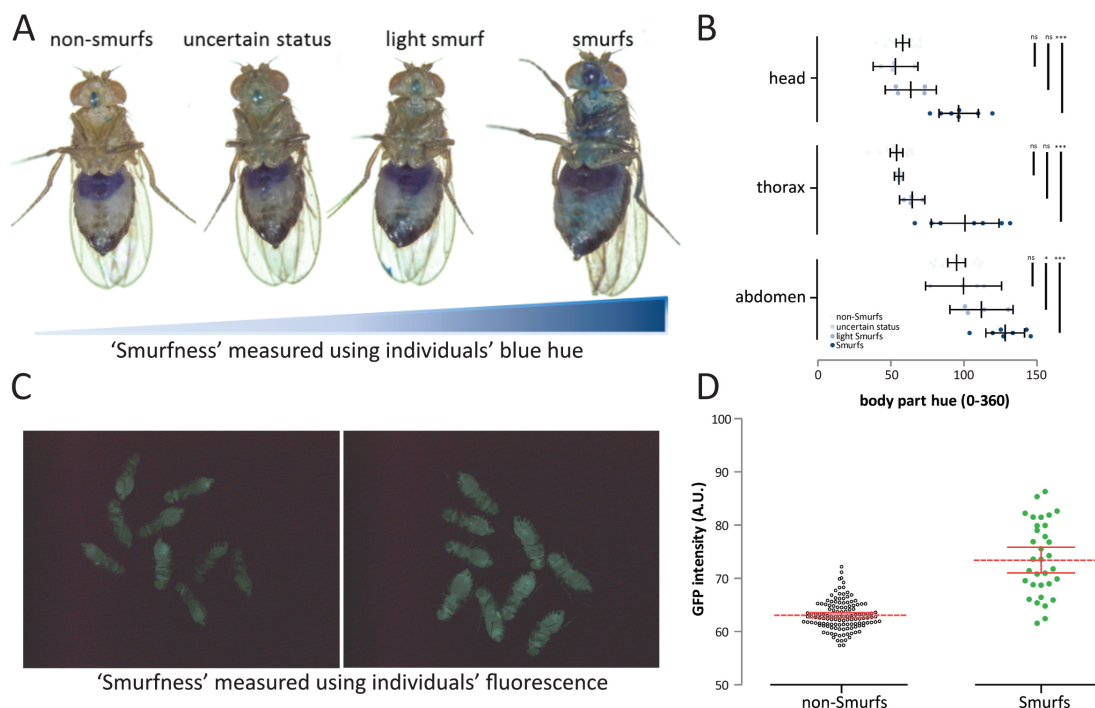 A
non-smurfs
uncertain status
light smurf
smurfs
'Smurfness' measured using individuals' blue hue
B
head
thorax
abdomen
ns ns ***
ns ns ***
ns * ***
non-Smurfs
uncertain status
light Smurfs
Smurfs
0 50 100 150
body part hue (0-360)
C
'Smurfness' measured using individuals' fluorescence
D
GFP intensity (A.U.)
100
90
80
70
60
50
non-Smurfs
Smurfs